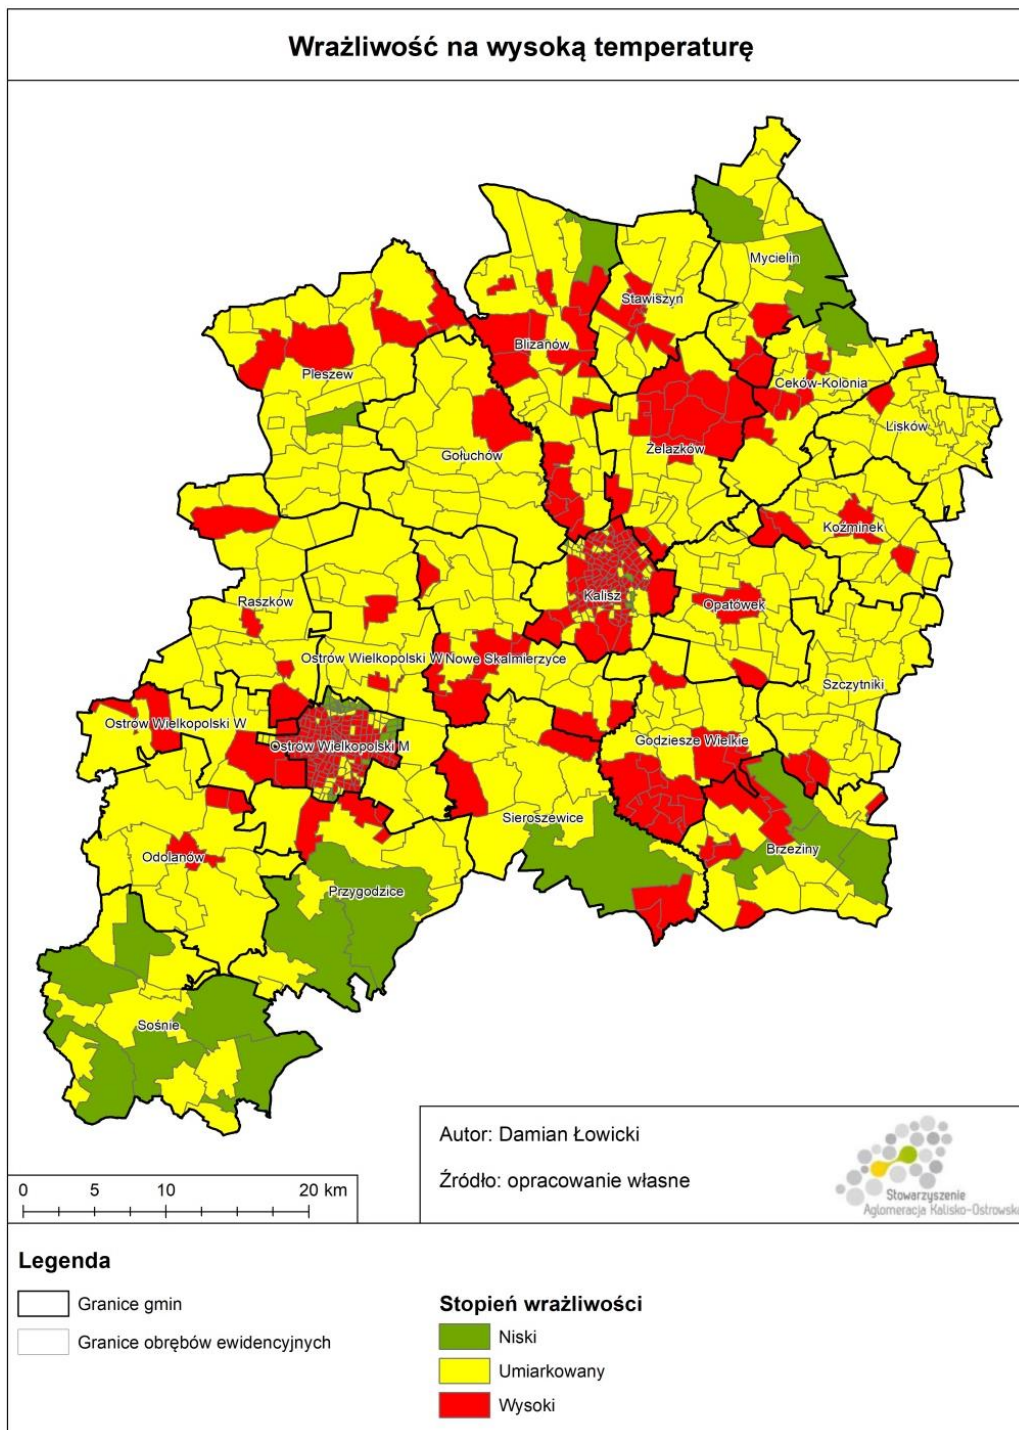 Wrażliwość na wysoką temperaturę
Mycielin
Stawiszyn
Blizanów
Pleszew
Ceków-Kolonia
Lisków
Gołuchów
Żelazków
Koźminek
Kalisz
Raszków
Opatówek
Ostrów Wielkopolski W
Nowe Skalmierzyce
Szczytniki
Ostrów Wielkopolski W
Ostrów Wielkopolski M
Godziesze Wielkie
Sieroszewice
Brzeziny
Odolanów
Przygodzice
Sośnie
Autor: Damian Łowicki
Źródło: opracowanie własne
Stowarzyszenie
Aglomeracja Kalisko-Ostrowska
0 5 10 20 km
Legenda
Granice gmin
Granice obrębów ewidencyjnych
Stopień wrażliwości
Niski
Umiarkowany
Wysoki